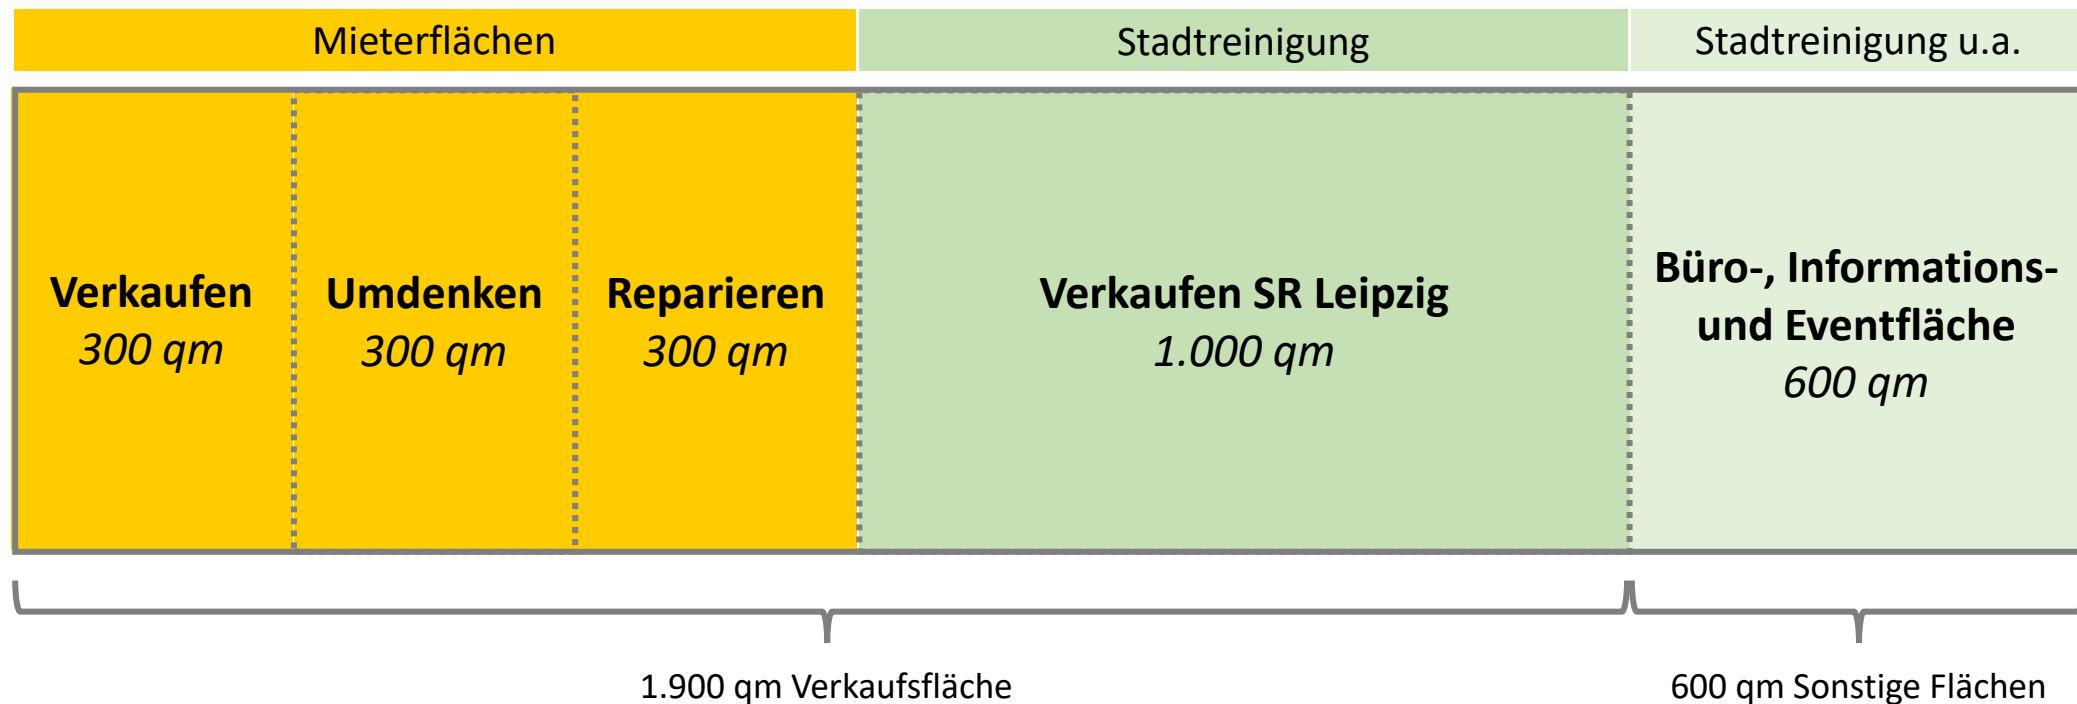 Mieterflächen
Stadtreinigung
Stadtreinigung u.a.
Verkaufen
300 qm
Umdenken
300 qm
Reparieren
300 qm
Verkaufen SR Leipzig
1.000 qm
Büro-, Informations-
und Eventfläche
600 qm
1.900 qm Verkaufsfläche
600 qm Sonstige Flächen